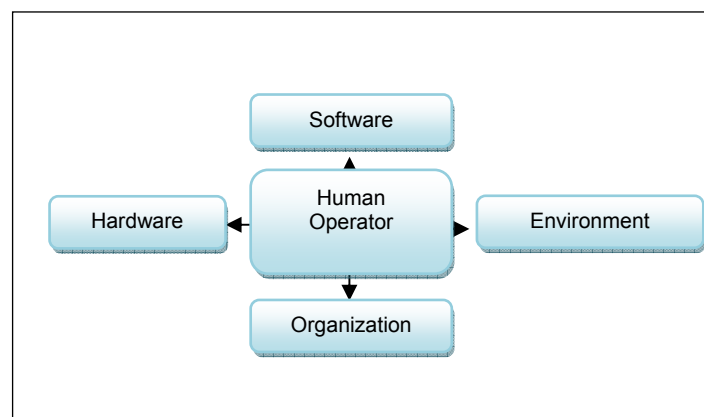 Software
Hardware
Human
Operator
Environment
Organization